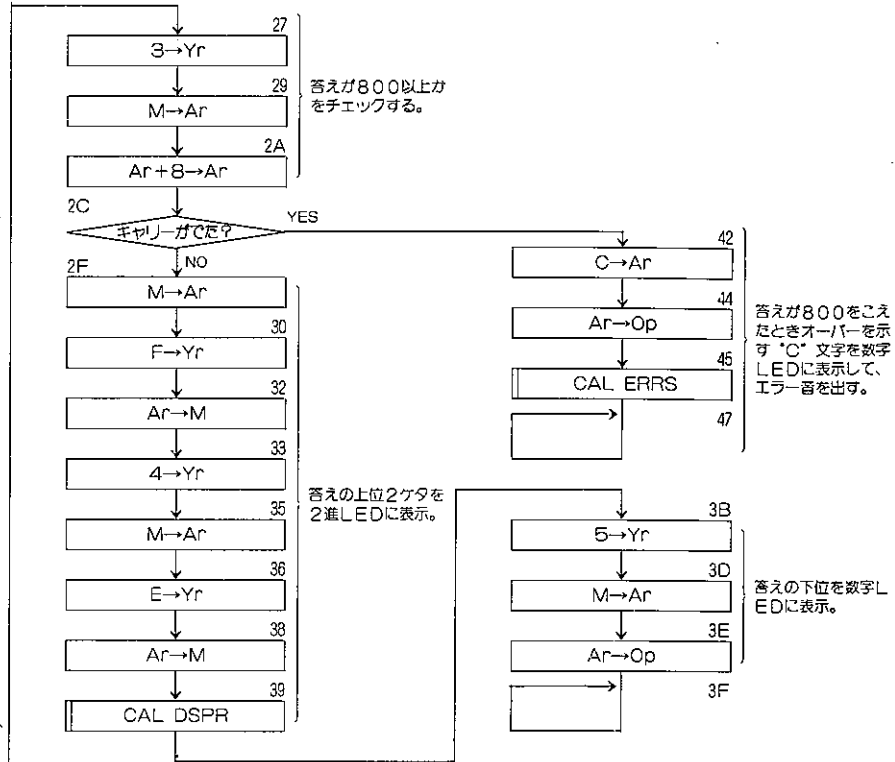 27
3→Yr
29
M→Ar
2A
Ar+8→Ar
答えが800以上か
をチェックする。
2C
キャリーがでた?
YES
NO
2F
M→Ar
30
F→Yr
32
Ar→M
33
4→Yr
35
M→Ar
36
E→Yr
38
Ar→M
39
CAL DSPR
答えの上位2ケタを
2進LEDに表示。
42
C→Ar
44
Ar→Op
45
CAL ERRS
47
答えが800をこえ
たときオーバーを示
す “C” 文字を数字
LEDに表示して、
エラー音を出す。
3B
5→Yr
3D
M→Ar
3E
Ar→Op
3F
答えの下位を数字L
EDに表示。